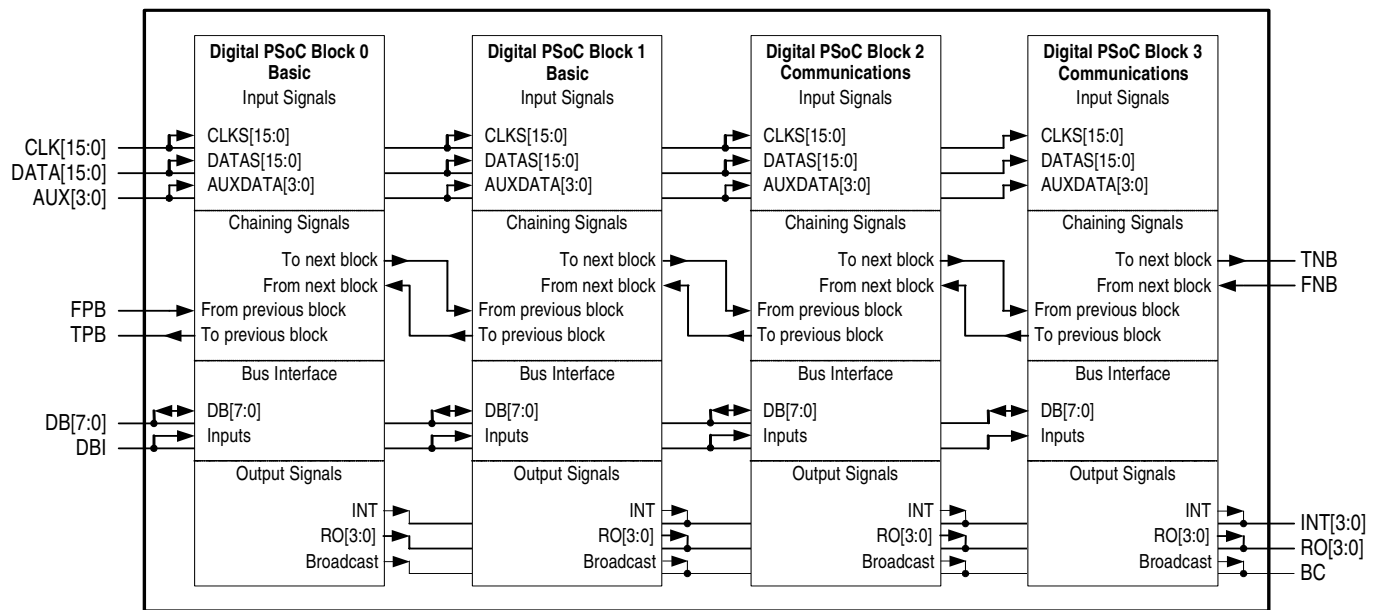 Digital PSoC Block 0
Basic
Input Signals
CLKS[15:0]
DATAS[15:0]
AUXDATA[3:0]
Chaining Signals
To next block
From next block
From previous block
To previous block
Bus Interface
DB[7:0]
Inputs
Output Signals
INT
RO[3:0]
Broadcast
Digital PSoC Block 1
Basic
Input Signals
CLKS[15:0]
DATAS[15:0]
AUXDATA[3:0]
Chaining Signals
To next block
From next block
From previous block
To previous block
Bus Interface
DB[7:0]
Inputs
Output Signals
INT
RO[3:0]
Broadcast
Digital PSoC Block 2
Communications
Input Signals
CLKS[15:0]
DATAS[15:0]
AUXDATA[3:0]
Chaining Signals
To next block
From next block
From previous block
To previous block
Bus Interface
DB[7:0]
Inputs
Output Signals
INT
RO[3:0]
Broadcast
Digital PSoC Block 3
Communications
Input Signals
CLKS[15:0]
DATAS[15:0]
AUXDATA[3:0]
Chaining Signals
To next block
From next block
From previous block
To previous block
Bus Interface
DB[7:0]
Inputs
Output Signals
INT
RO[3:0]
Broadcast
CLK[15:0]
DATA[15:0]
AUX[3:0]
FPB
TPB
DB[7:0]
DBI
TNB
FNB
INT[3:0]
RO[3:0]
BC